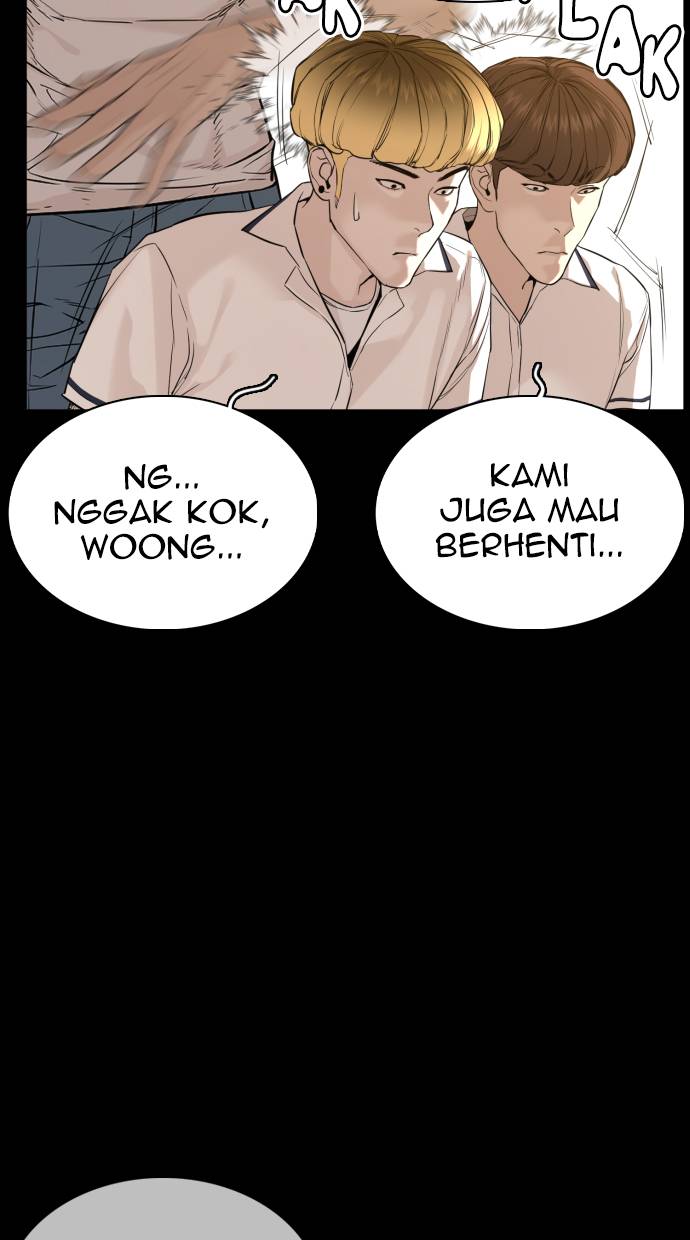 LAK
NG...
NGGAK KOK,
WOONG...
KAMI
JUGA MAU
BERHENTI...